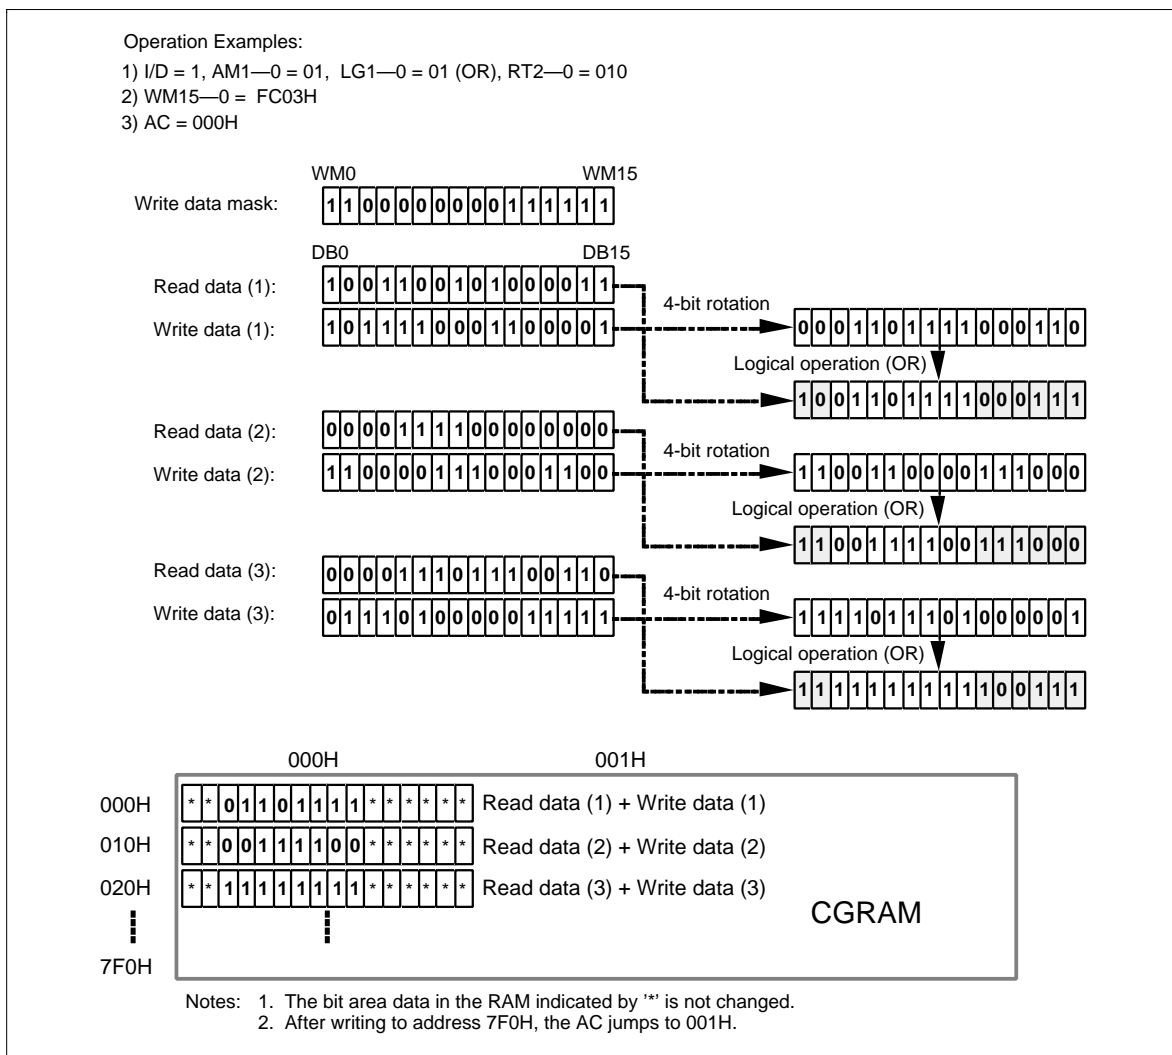 Operation Examples:
1) I/D = 1, AM1—0 = 01, LG1—0 = 01 (OR), RT2—0 = 010
2) WM15—0 = FC03H
3) AC = 000H
WM0 WM15
Write data mask: 1 1 0 0 0 0 0 0 0 0 1 1 1 1 1 1
DB0 DB15
Read data (1): 1 0 0 1 1 0 0 1 0 1 0 0 0 0 1 1
4-bit rotation
Write data (1): 1 0 1 1 1 1 0 0 0 1 1 0 0 0 0 1 0 0 0 1 1 0 1 1 1 1 0 0 0 1 1 0
Logical operation (OR)
1 0 0 1 1 0 1 1 1 1 0 0 0 1 1 1
Read data (2): 0 0 0 0 1 1 1 1 0 0 0 0 0 0 0 0
4-bit rotation
Write data (2): 1 1 0 0 0 0 1 1 1 0 0 0 1 1 0 0 1 1 0 0 1 1 0 0 0 0 1 1 1 0 0 0
Logical operation (OR)
1 1 0 0 1 1 1 1 0 0 1 1 1 0 0 0
Read data (3): 0 0 0 0 1 1 1 0 1 1 1 0 0 1 1 0
4-bit rotation
Write data (3): 0 1 1 1 0 1 0 0 0 0 0 1 1 1 1 1 1 1 1 1 0 1 1 1 0 1 0 0 0 0 0 1
Logical operation (OR)
1 1 1 1 1 1 1 1 1 1 1 0 0 1 1 1
000H 001H
000H * * 0 1 1 0 1 1 1 1 * * * * * * Read data (1) + Write data (1)
010H * * 0 0 1 1 1 1 0 0 * * * * * * Read data (2) + Write data (2)
020H * * 1 1 1 1 1 1 1 1 * * * * * * Read data (3) + Write data (3)
CGRAM
7F0H
Notes: 1. The bit area data in the RAM indicated by '*' is not changed.
2. After writing to address 7F0H, the AC jumps to 001H.